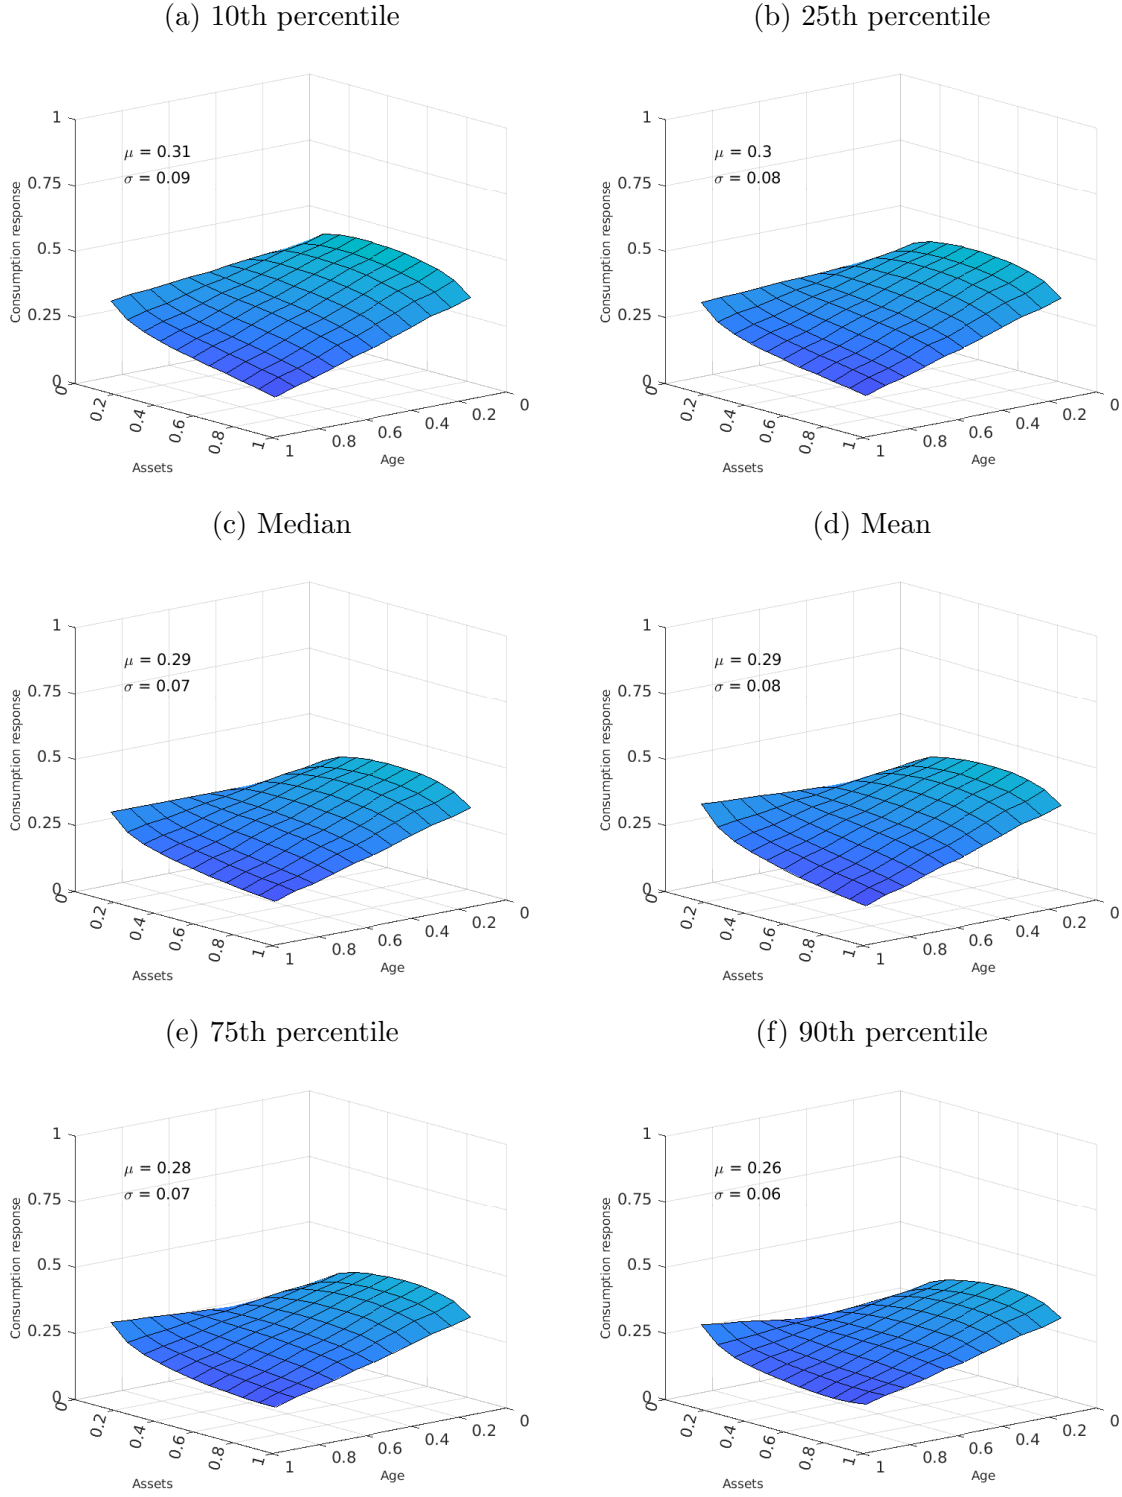 (a) 10th percentile
1
0.75
0.5
0.25
0
μ = 0.31
σ = 0.09
Consumption response
0
0.2
0.4
0.6
0.8
1
Assets
1
0.8
0.6
0.4
0.2
0
Age
(b) 25th percentile
1
0.75
0.5
0.25
0
μ = 0.3
σ = 0.08
Consumption response
0
0.2
0.4
0.6
0.8
1
Assets
1
0.8
0.6
0.4
0.2
0
Age
(c) Median
1
0.75
0.5
0.25
0
μ = 0.29
σ = 0.07
Consumption response
0
0.2
0.4
0.6
0.8
1
Assets
1
0.8
0.6
0.4
0.2
0
Age
(d) Mean
1
0.75
0.5
0.25
0
μ = 0.29
σ = 0.08
Consumption response
0
0.2
0.4
0.6
0.8
1
Assets
1
0.8
0.6
0.4
0.2
0
Age
(e) 75th percentile
1
0.75
0.5
0.25
0
μ = 0.28
σ = 0.07
Consumption response
0
0.2
0.4
0.6
0.8
1
Assets
1
0.8
0.6
0.4
0.2
0
Age
(f) 90th percentile
1
0.75
0.5
0.25
0
μ = 0.26
σ = 0.06
Consumption response
0
0.2
0.4
0.6
0.8
1
Assets
1
0.8
0.6
0.4
0.2
0
Age